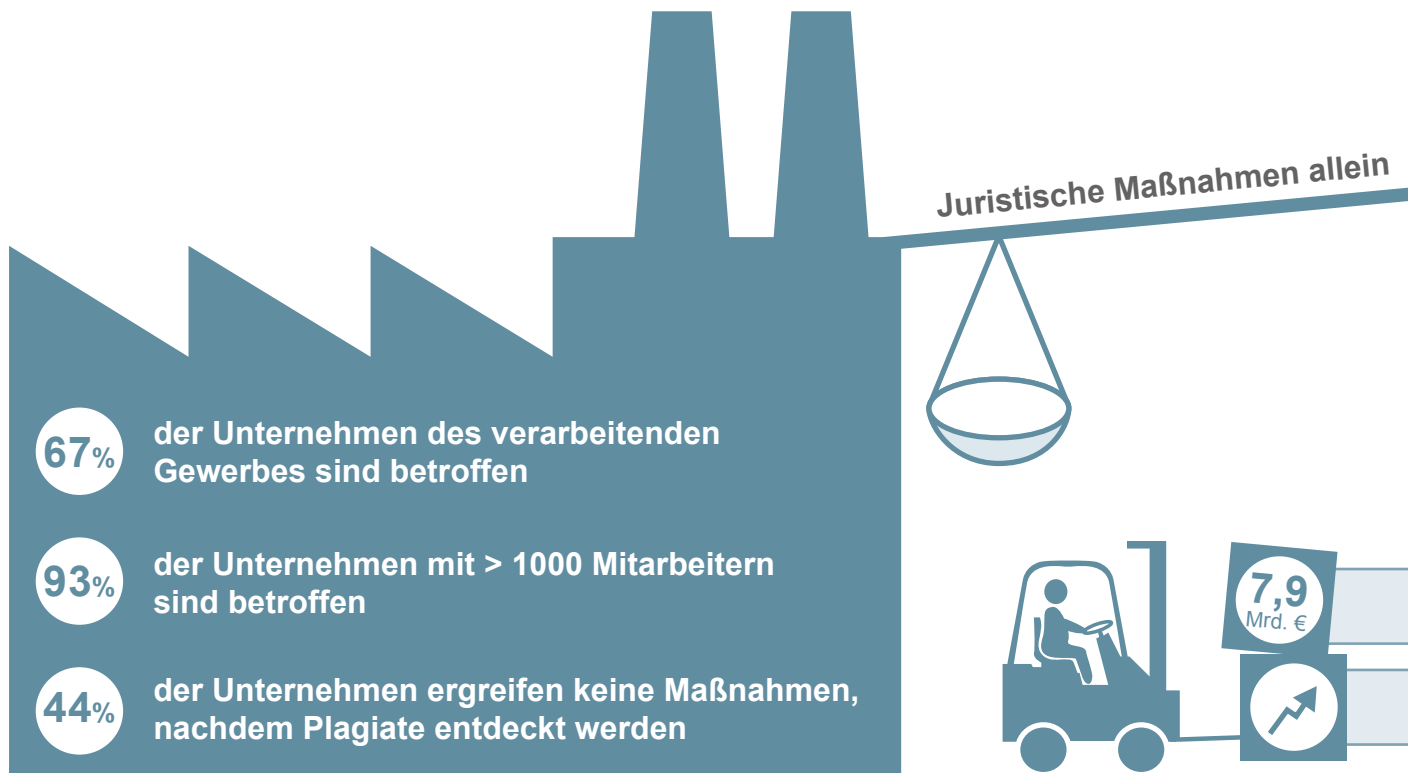 Juristische Maßnahmen allein
67%
der Unternehmen des verarbeitenden
Gewerbes sind betroffen
93%
der Unternehmen mit > 1000 Mitarbeitern
sind betroffen
44%
der Unternehmen ergreifen keine Maßnahmen,
nachdem Plagiate entdeckt werden
7,9
Mrd. €